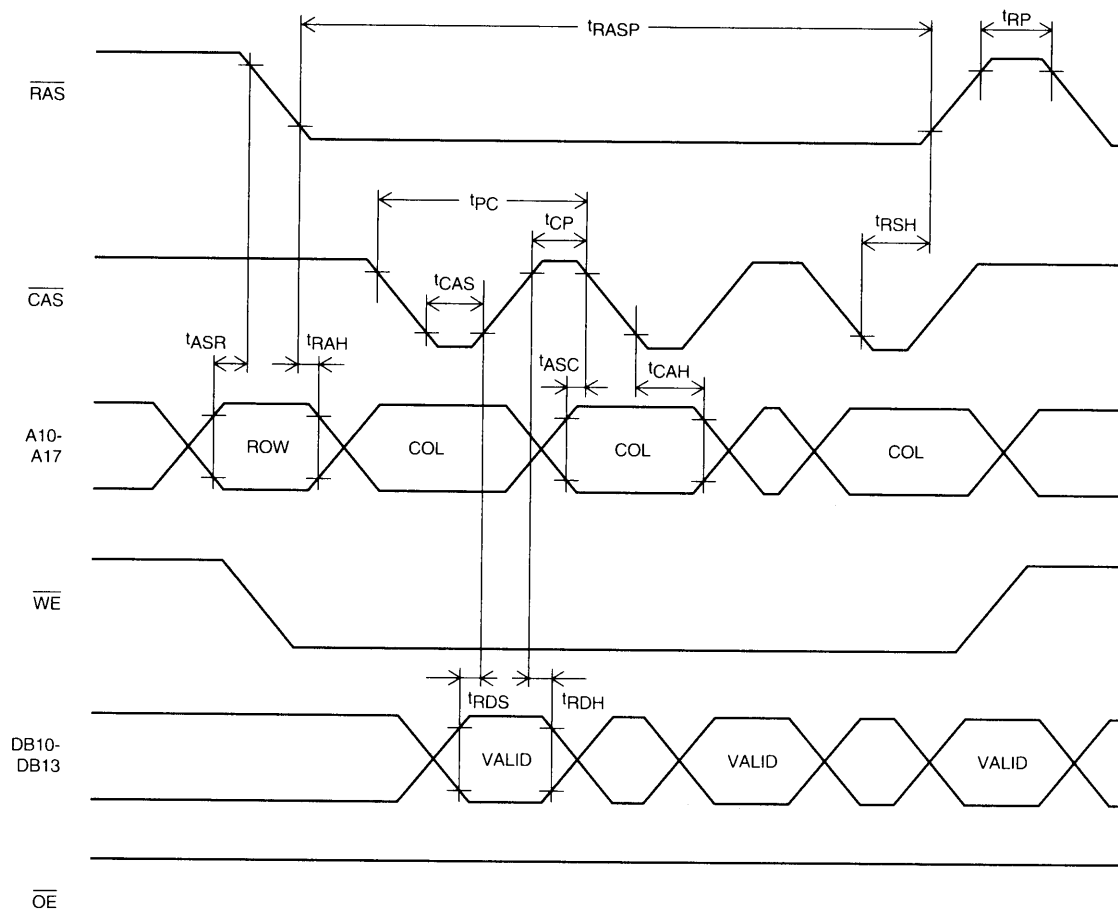 tRASP
tRP
RAS
tPC
tCP
tRSH
CAS
tCAS
tASR
tRAH
tASC
tCAH
A10-
A17
ROW
COL
COL
COL
WE
tRDS
tRDH
DB10-
DB13
VALID
VALID
VALID
OE